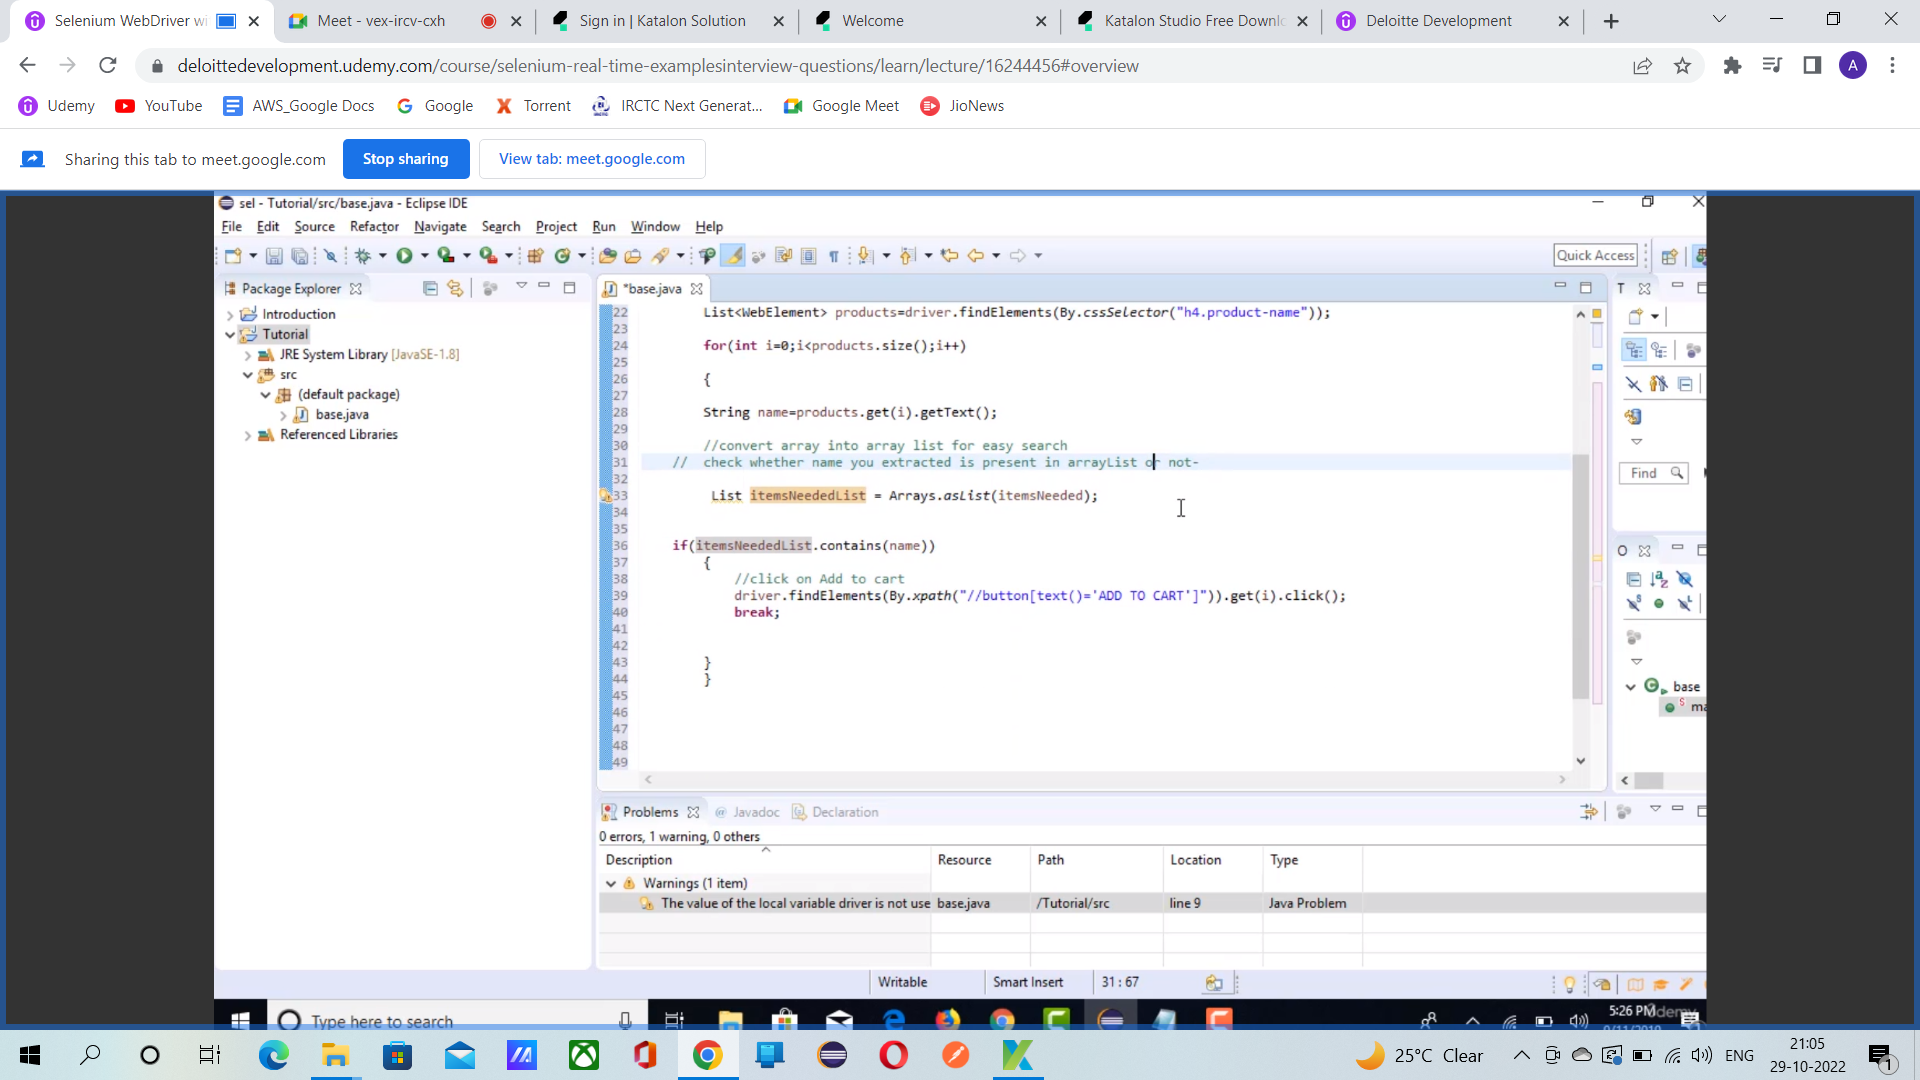 Selenium WebDriver wi
Meet - vex-ircv-cxh
Sign in | Katalon Solution
Welcome
Katalon Studio Free Downl
Deloitte Development
deloittedevelopment.udemy.com/course/selenium-real-time-examplesinterview-questions/learn/lecture/16244456#overview
A
Udemy
YouTube
AWS_Google Docs
Google
Torrent
IRCTC Next Generat...
Google Meet
JioNews
Sharing this tab to meet.google.com
Stop sharing
View tab: meet.google.com
sel - Tutorial/src/base.java - Eclipse IDE
File Edit Source Refactor Navigate Search Project Run Window Help
Quick Access
Package Explorer
Introduction
Tutorial
JRE System Library [JavaSE-1.8]
src
(default package)
base.java
Referenced Libraries
*base.java
22 List<WebElement> products=driver.findElements(By.cssSelector("h4.product-name"));
23
24 for(int i=0;i<products.size();i++)
25
26 {
27
28 String name=products.get(i).getText();
29
30 //convert array into array list for easy search
31 // check whether name you extracted is present in arrayList or not-
32
33 List itemsNeededList = Arrays.asList(itemsNeeded);
34
35
36 if(itemsNeededList.contains(name))
37 {
38 //click on Add to cart
39 driver.findElements(By.xpath("//button[text()='ADD TO CART']")).get(i).click();
40 break;
41
42
43 }
44 }
45
46
47
48
49
T
Find
O
base
ma
Problems @ Javadoc Declaration
0 errors, 1 warning, 0 others
Description Resource Path Location Type
Warnings (1 item)
The value of the local variable driver is not use base.java /Tutorial/src line 9 Java Problem
Writable Smart Insert 31 : 67
Type here to search
5:26 PM
25°C Clear
ENG
21:05
29-10-2022
1